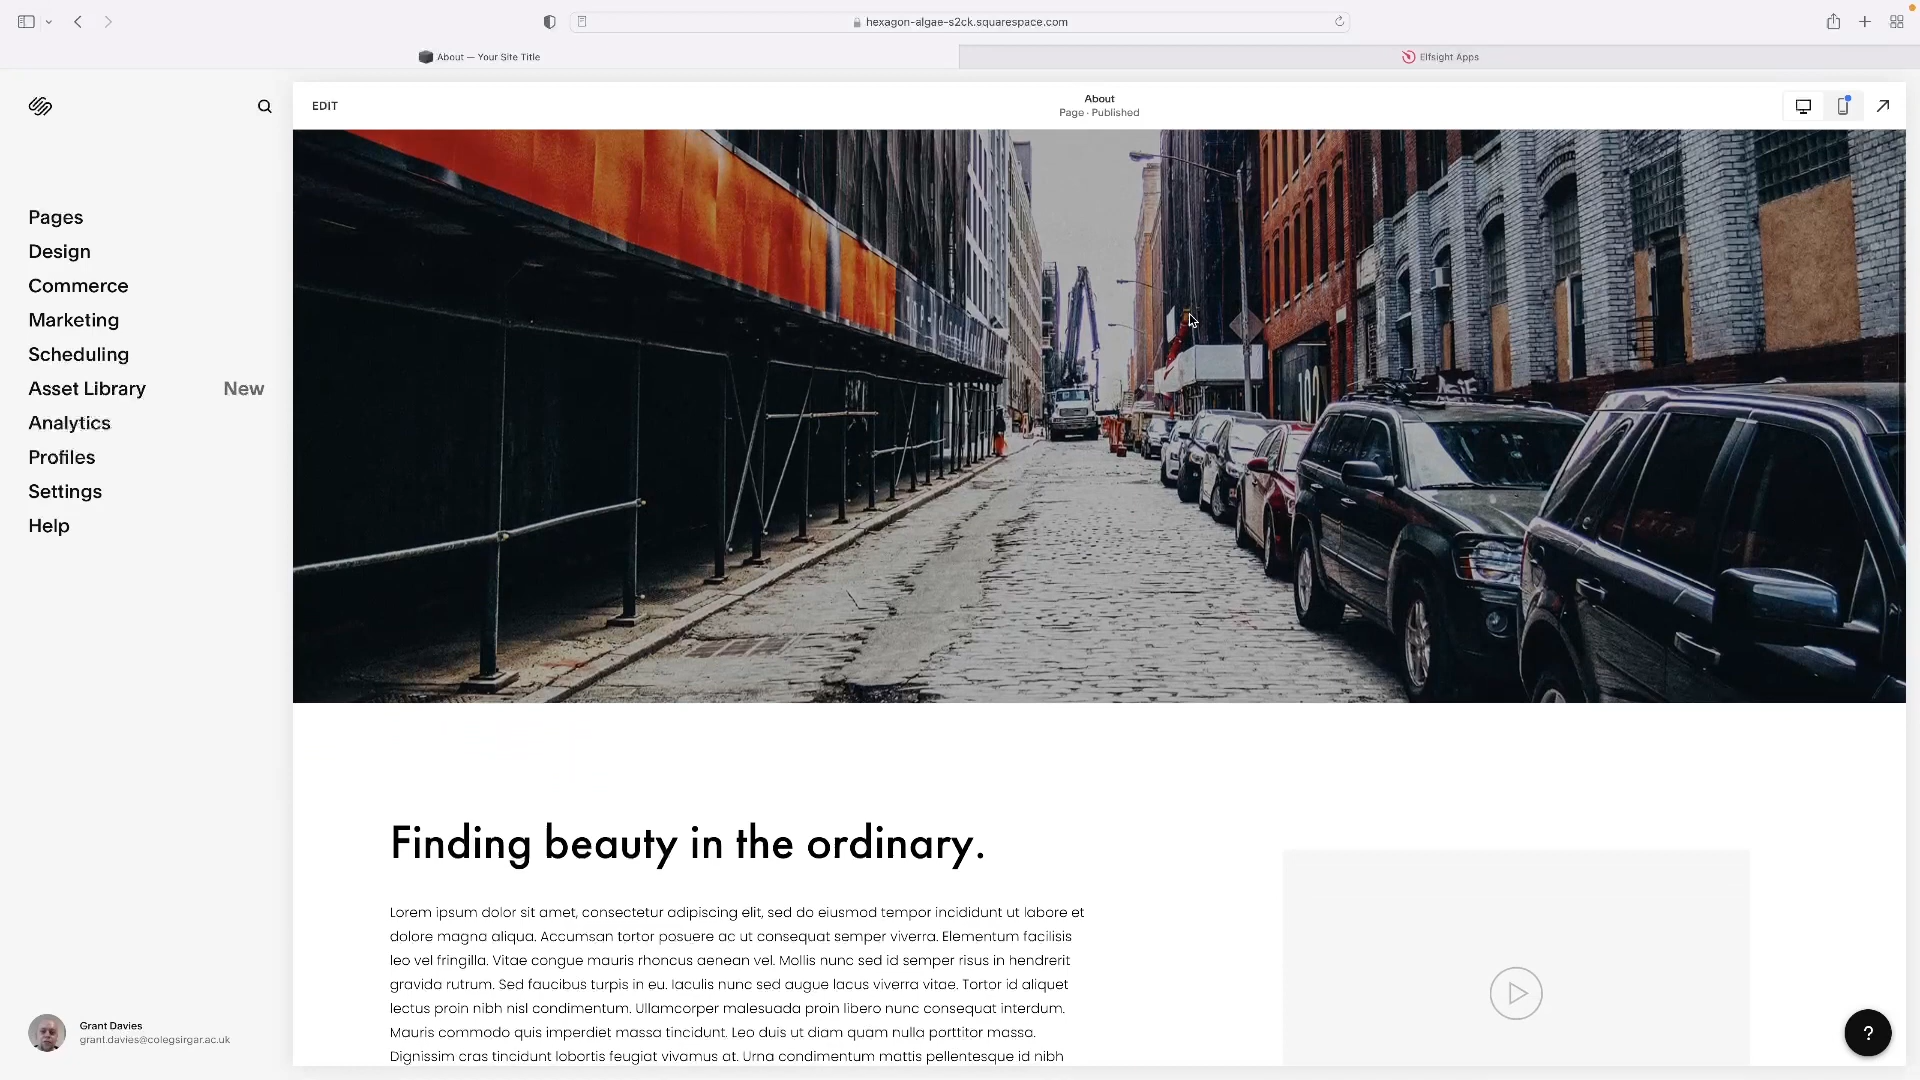 hexagon-algae-s2ck.squarespace.com
About — Your Site Title
Elfsight Apps
EDIT
About
Page · Published
Pages
Design
Commerce
Marketing
Scheduling
Asset Library New
Analytics
Profiles
Settings
Help
102
Finding beauty in the ordinary.
Lorem ipsum dolor sit amet, consectetur adipiscing elit, sed do eiusmod tempor incididunt ut labore et
dolore magna aliqua. Accumsan tortor posuere ac ut consequat semper viverra. Elementum facilisis
leo vel fringilla. Vitae congue mauris rhoncus aenean vel. Mollis nunc sed id semper risus in hendrerit
gravida rutrum. Sed faucibus turpis in eu. Iaculis nunc sed augue lacus viverra vitae. Tortor id aliquet
lectus proin nibh nisl condimentum. Ullamcorper malesuada proin libero nunc consequat interdum.
Mauris commodo quis imperdiet massa tincidunt. Leo duis ut diam quam nulla porttitor massa.
Dignissim cras tincidunt lobortis feugiat vivamus at. Urna condimentum mattis pellentesque id nibh
Grant Davies
grant.davies@colegsirgar.ac.uk
?